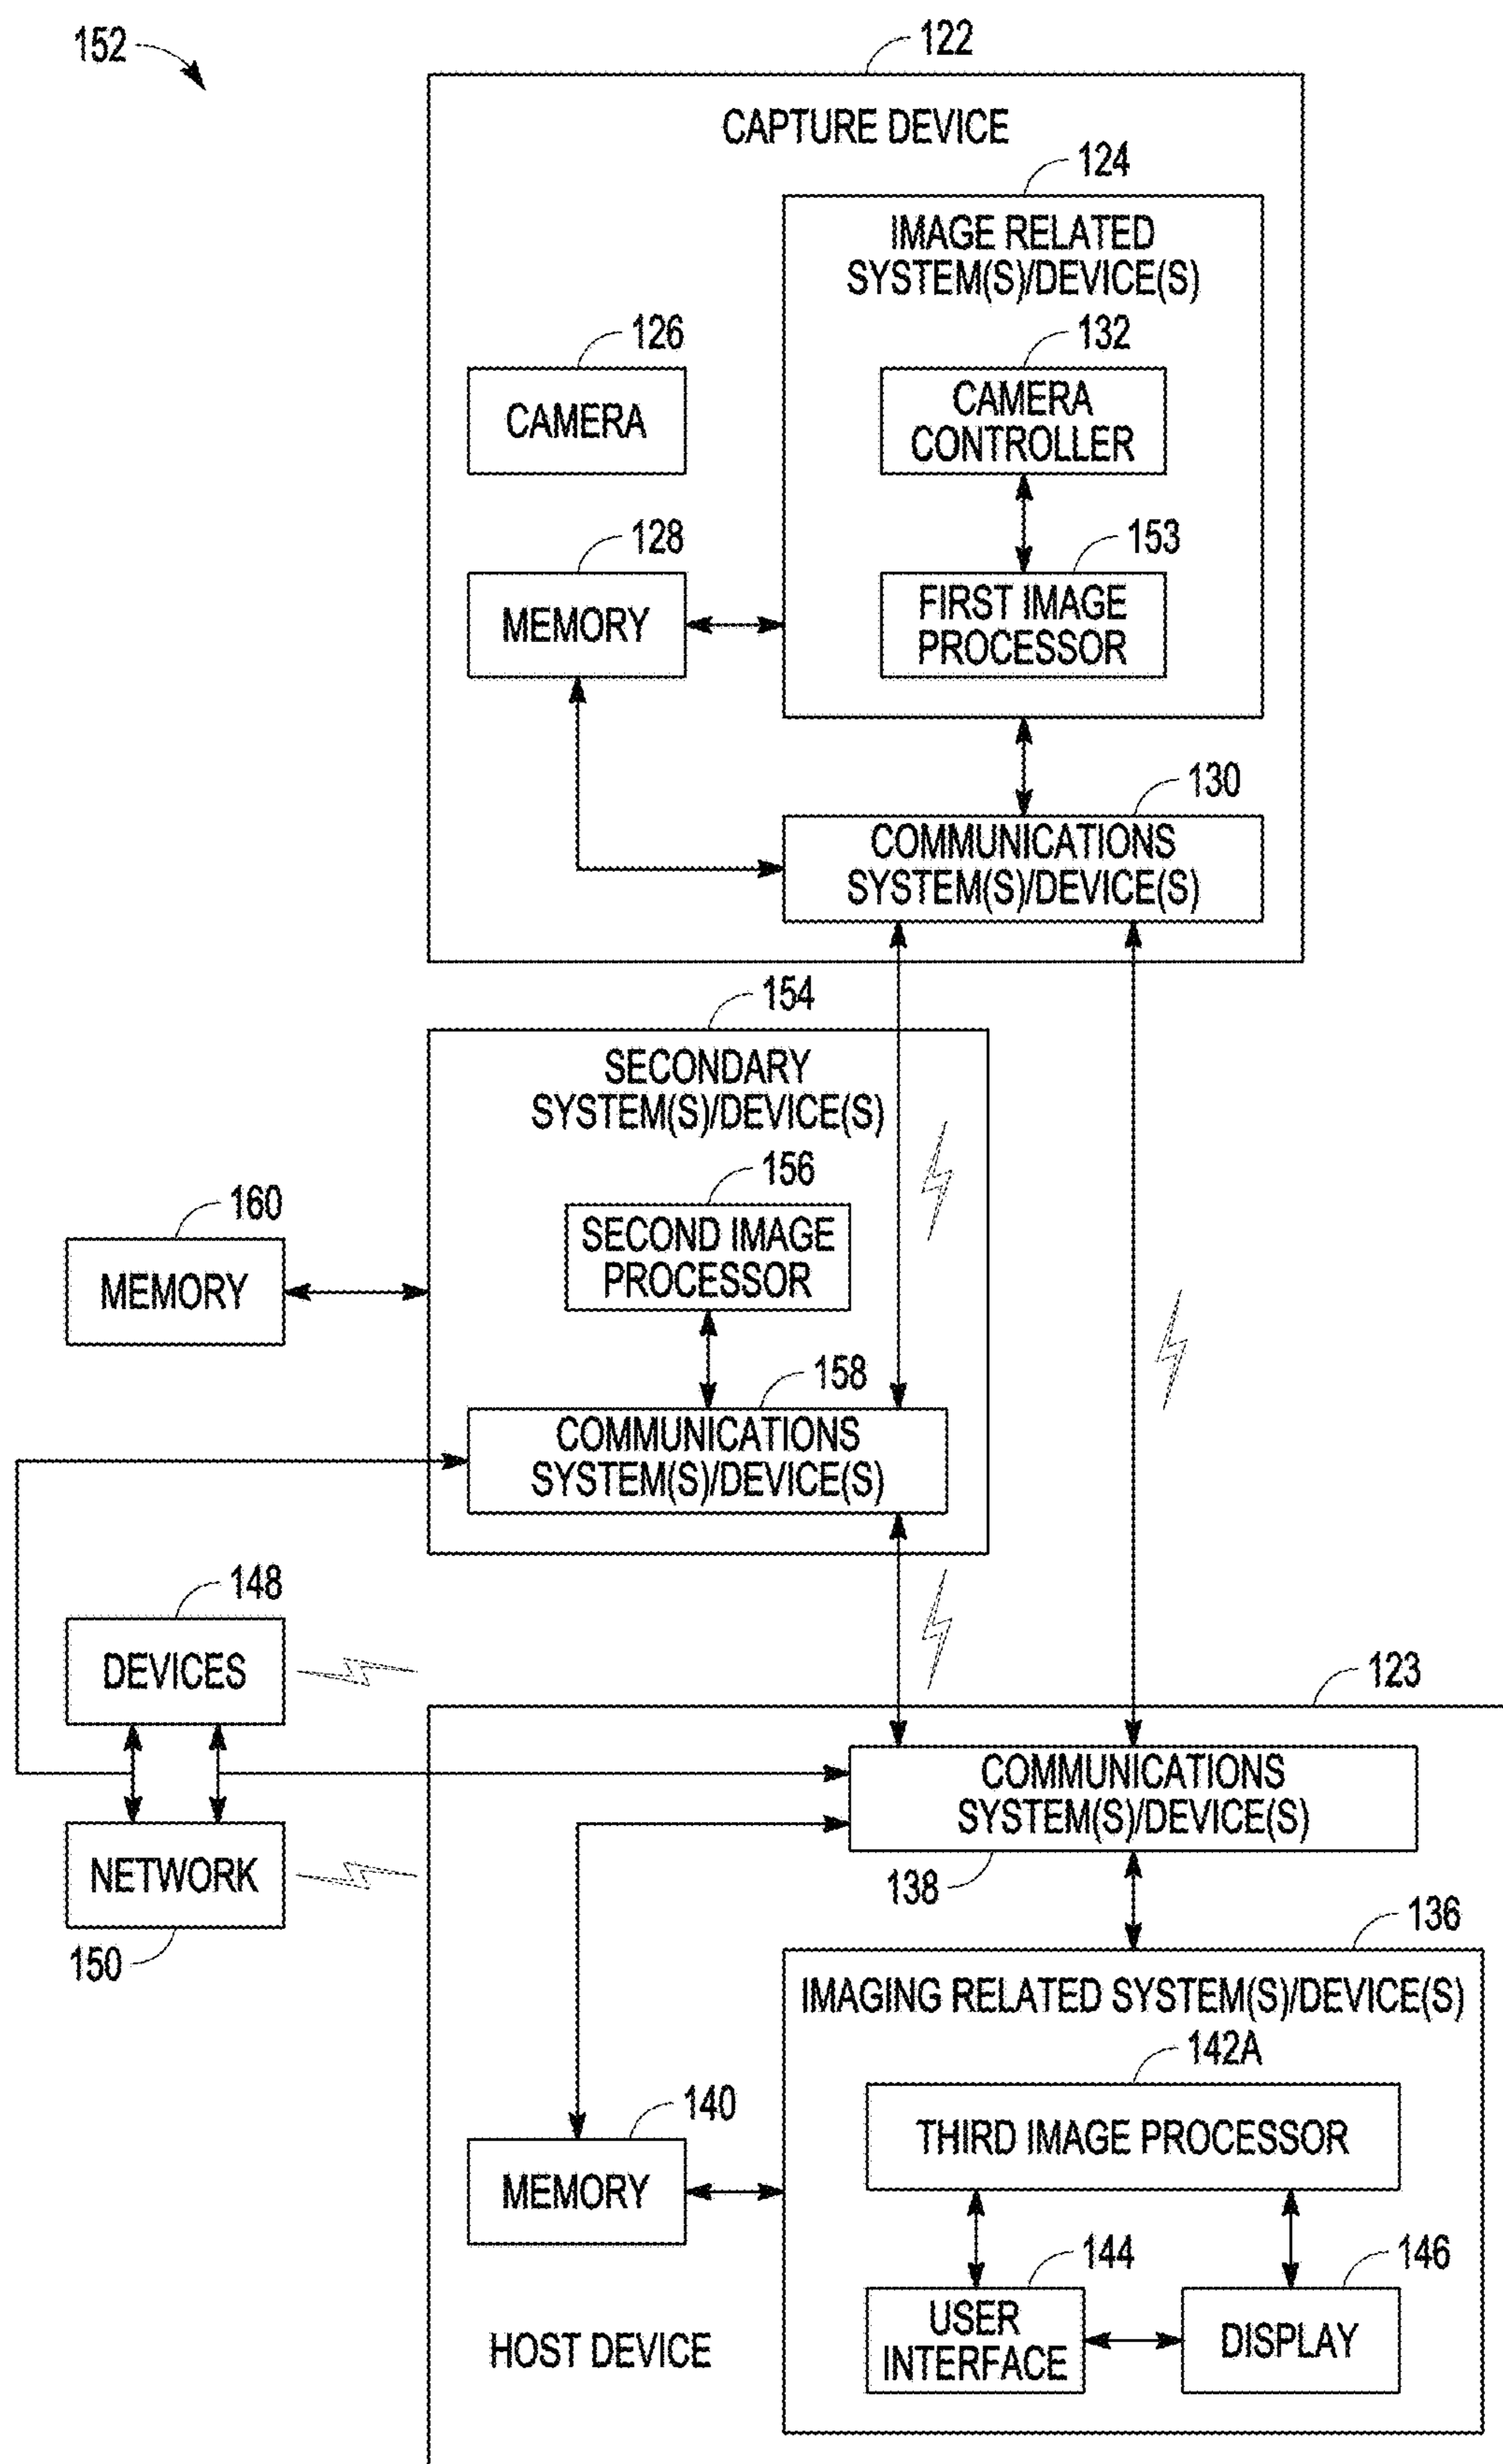 152
122
CAPTURE DEVICE
124
IMAGE RELATED
SYSTEM(S)/DEVICE(S)
126
CAMERA
132
CAMERA
CONTROLLER
128
MEMORY
153
FIRST IMAGE
PROCESSOR
130
COMMUNICATIONS
SYSTEM(S)/DEVICE(S)
154
SECONDARY
SYSTEM(S)/DEVICE(S)
156
SECOND IMAGE
PROCESSOR
160
MEMORY
158
COMMUNICATIONS
SYSTEM(S)/DEVICE(S)
148
DEVICES
NETWORK
150
123
COMMUNICATIONS
SYSTEM(S)/DEVICE(S)
138
136
IMAGING RELATED SYSTEM(S)/DEVICE(S)
142A
THIRD IMAGE PROCESSOR
140
MEMORY
144
USER
INTERFACE
146
DISPLAY
HOST DEVICE